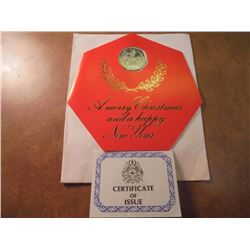 A merry Christmas
and a happy
New Year
CERTIFICATE
OF
ISSUE